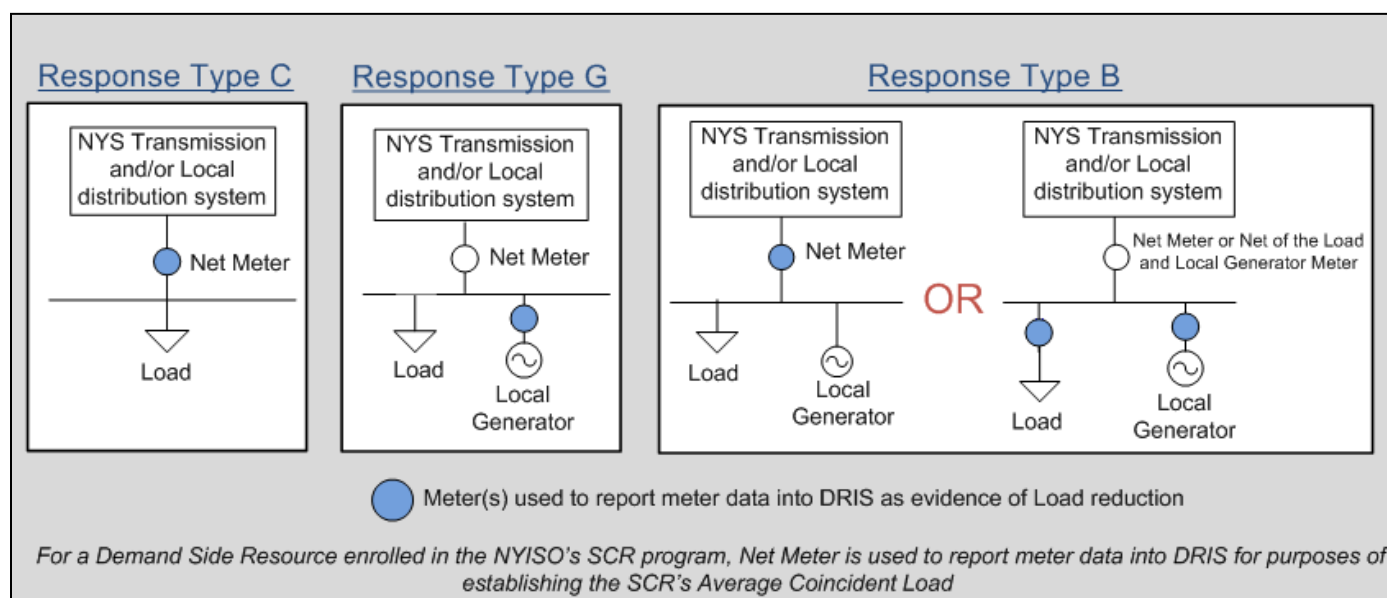 Response Type C
Response Type G
Response Type B
NYS Transmission
and/or Local
distribution system
Net Meter
Load
NYS Transmission
and/or Local
distribution system
Net Meter
Load
Local
Generator
NYS Transmission
and/or Local
distribution system
Net Meter
Load
Local
Generator
OR
NYS Transmission
and/or Local
distribution system
Net Meter or Net of the Load
and Local Generator Meter
Load
Local
Generator
Meter(s) used to report meter data into DRIS as evidence of Load reduction
For a Demand Side Resource enrolled in the NYISO's SCR program, Net Meter is used to report meter data into DRIS for purposes of
establishing the SCR's Average Coincident Load